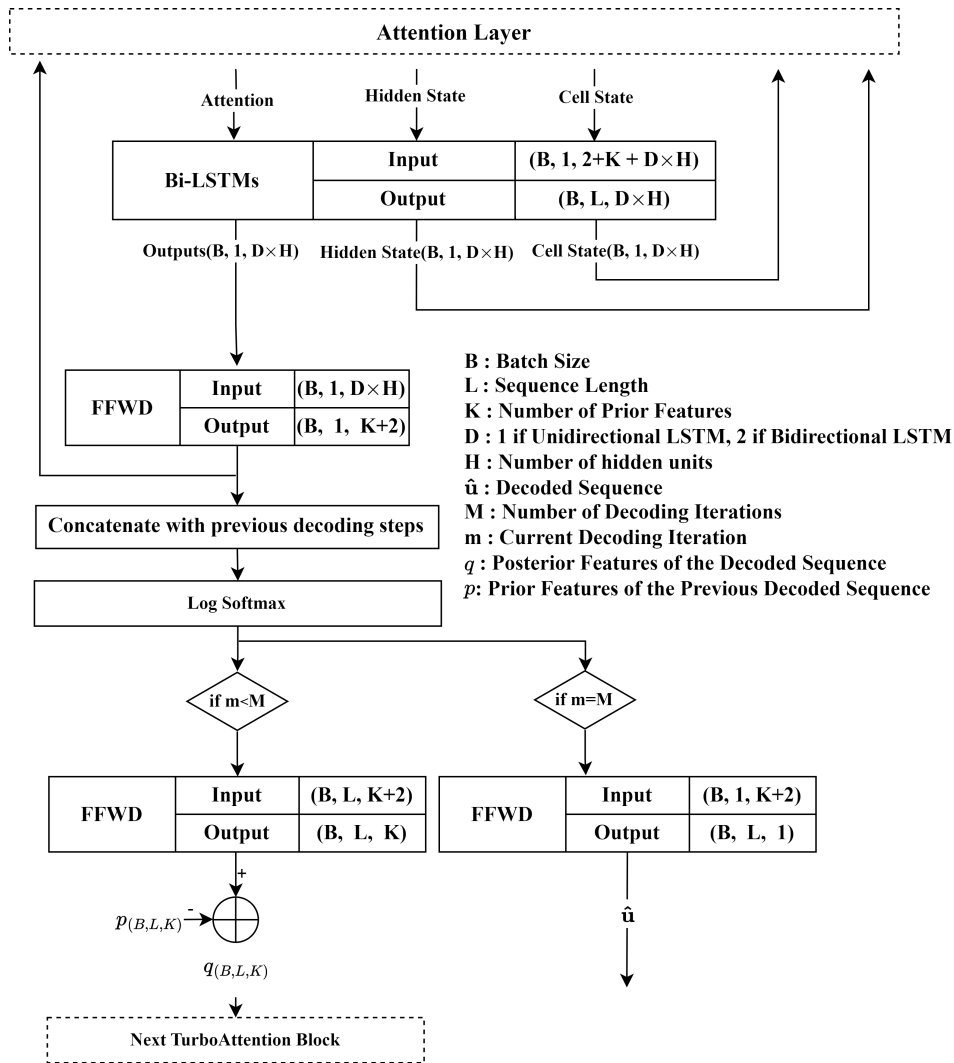 Attention Layer
Attention
Hidden State
Cell State
Bi-LSTMs
Input
(B, 1, 2+K + D×H)
Output
(B, L, D×H)
Outputs(B, 1, D×H)
Hidden State(B, 1, D×H)
Cell State(B, 1, D×H)
FFWD
Input
(B, 1, D×H)
Output
(B, 1, K+2)
B : Batch Size
L : Sequence Length
K : Number of Prior Features
D : 1 if Unidirectional LSTM, 2 if Bidirectional LSTM
H : Number of hidden units
û : Decoded Sequence
M : Number of Decoding Iterations
m : Current Decoding Iteration
q : Posterior Features of the Decoded Sequence
p: Prior Features of the Previous Decoded Sequence
Concatenate with previous decoding steps
Log Softmax
if m<M
if m=M
FFWD
Input
(B, L, K+2)
Output
(B, L, K)
FFWD
Input
(B, 1, K+2)
Output
(B, L, 1)
+
-
p(B,L,K)
q(B,L,K)
û
Next TurboAttention Block